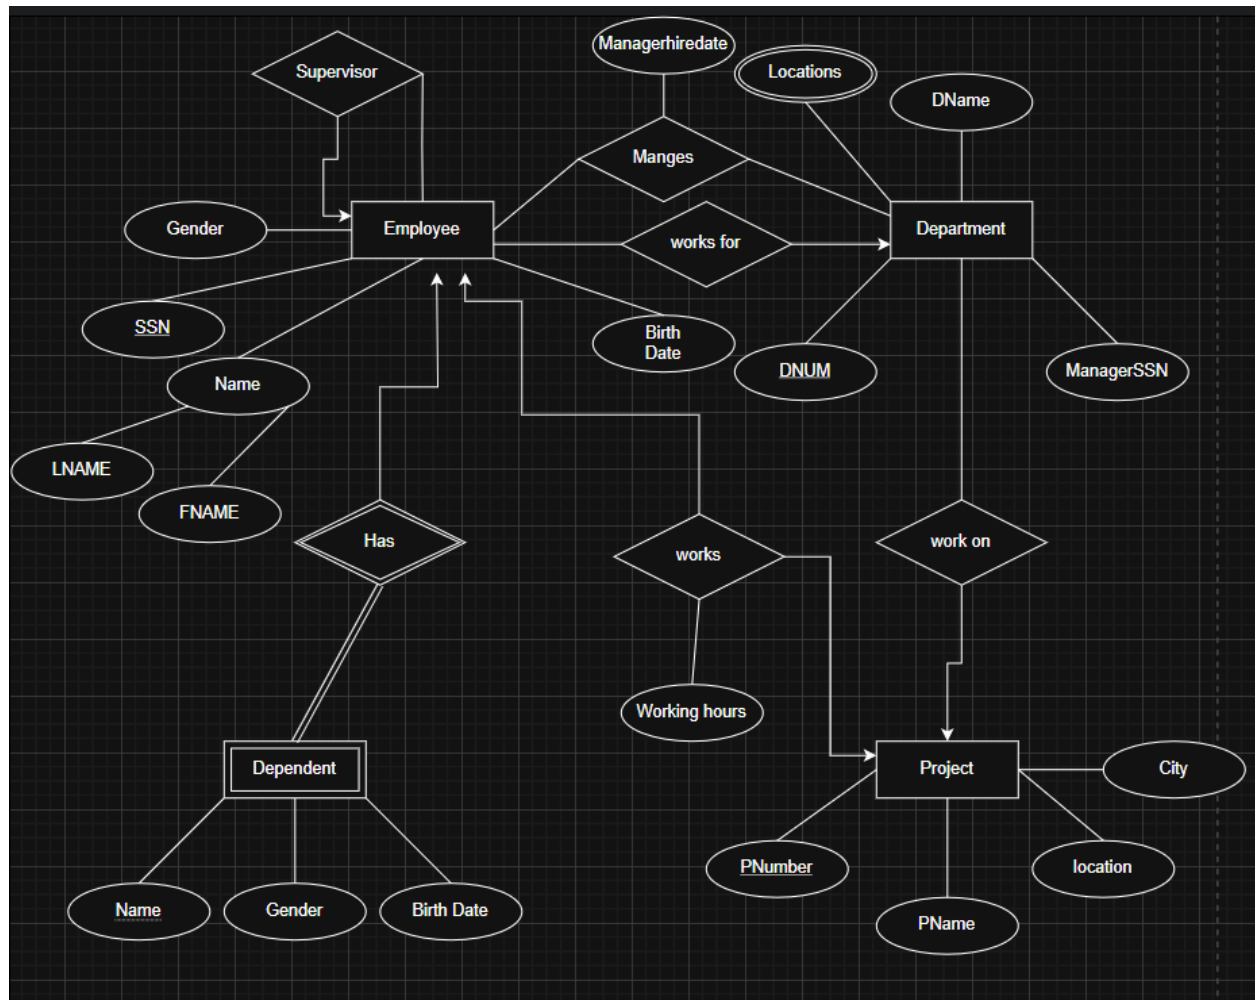 Managerhiredate
Supervisor
Locations
DName
Manges
Gender
Employee
works for
Department
SSN
Birth
Date
DNUM
ManagerSSN
Name
LNAME
FNAME
Has
works
work on
Working hours
Dependent
Project
City
PNumber
location
Name
Gender
Birth Date
PName